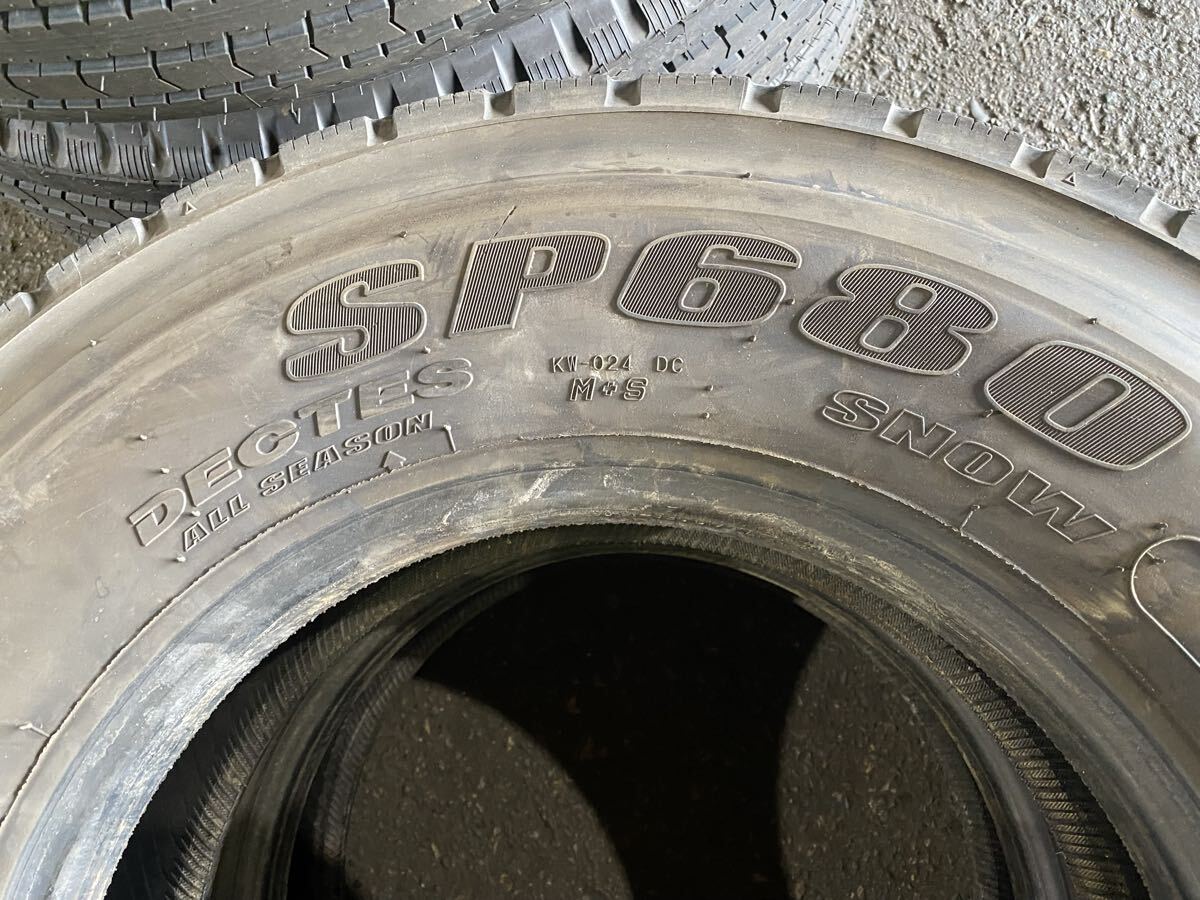 SP680
DECTES
ALL SEASON
KW-024 DC
M+S
SNOW